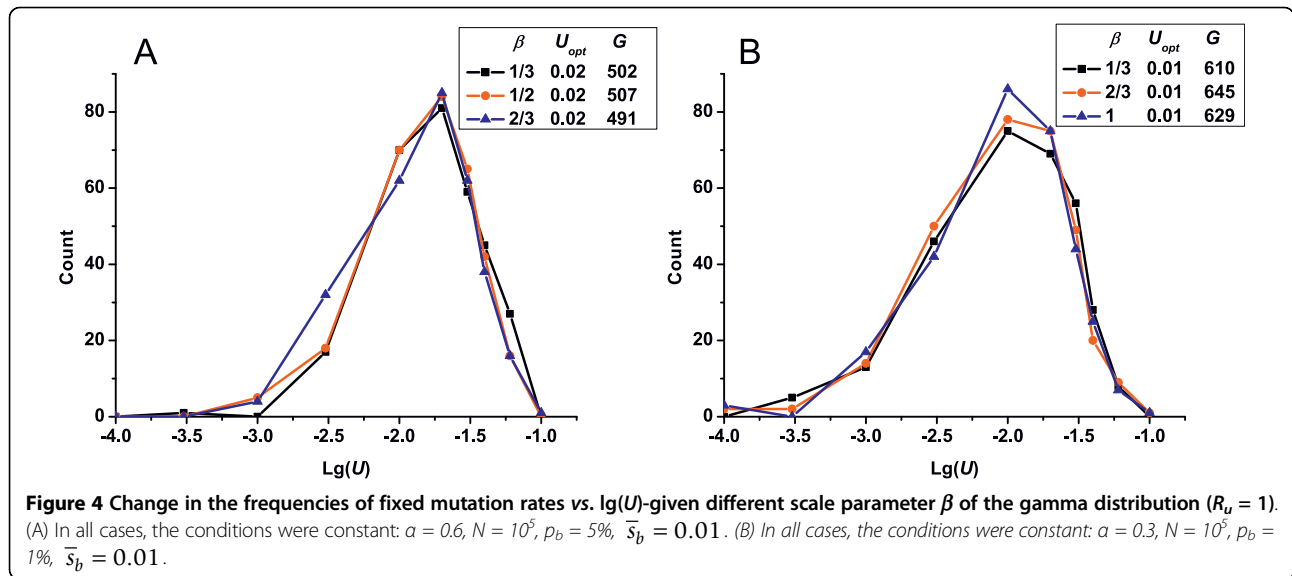 A
β U_opt G
1/3 0.02 502
1/2 0.02 507
2/3 0.02 491
Count
80
60
40
20
0
-4.0 -3.5 -3.0 -2.5 -2.0 -1.5 -1.0
Lg(U)
B
β U_opt G
1/3 0.01 610
2/3 0.01 645
1 0.01 629
Count
80
60
40
20
0
-4.0 -3.5 -3.0 -2.5 -2.0 -1.5 -1.0
Lg(U)
Figure 4 Change in the frequencies of fixed mutation rates vs. lg(U)-given different scale parameter β of the gamma distribution (R_u = 1).
(A) In all cases, the conditions were constant: α = 0.6, N = 10⁵, p_b = 5%, s̅_b = 0.01. (B) In all cases, the conditions were constant: α = 0.3, N = 10⁵, p_b =
1%, s̅_b = 0.01.